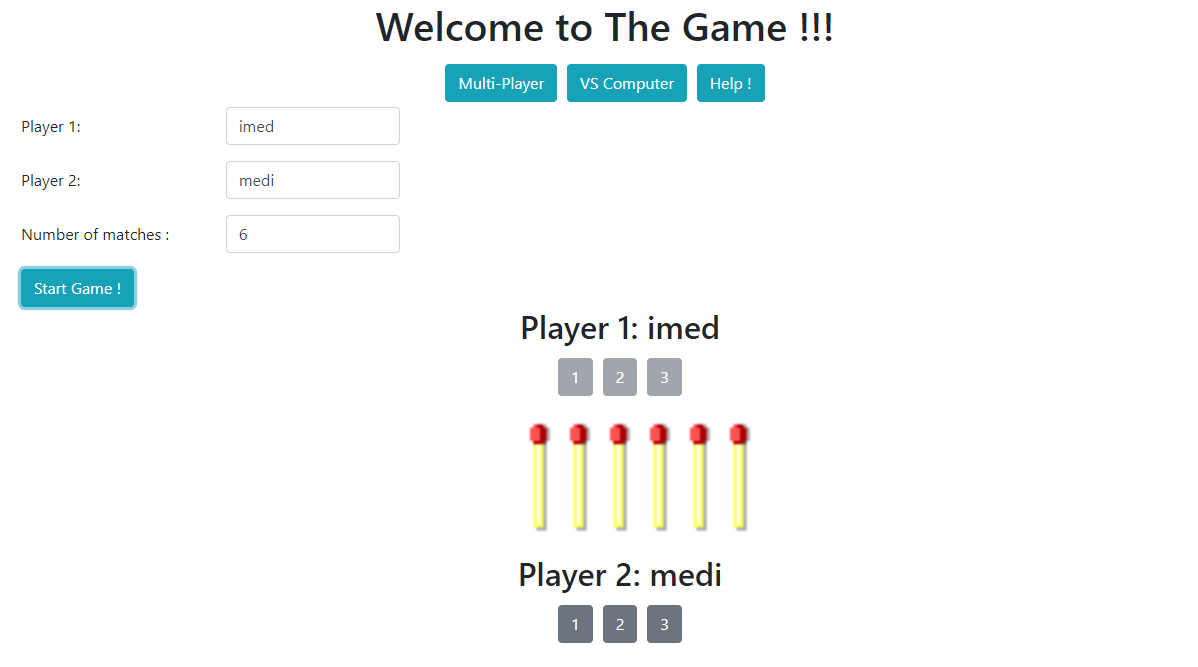 Welcome to The Game !!!
Multi-Player VS Computer Help !
Player 1: imed
Player 2: medi
Number of matches : 6
Start Game !
Player 1: imed
1 2 3
Player 2: medi
1 2 3